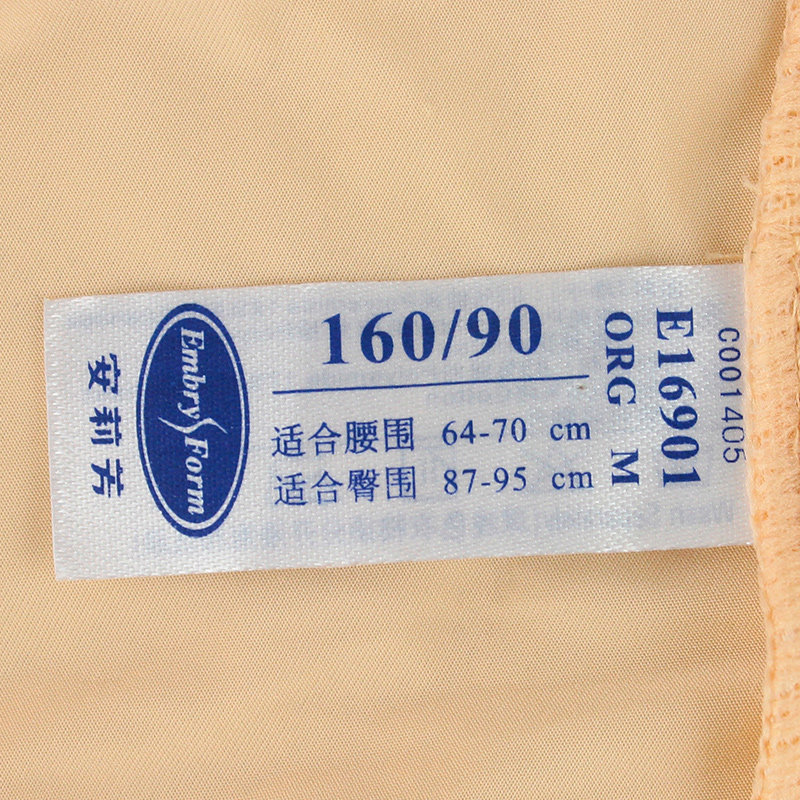 安莉芳
Embry Form
160/90
适合腰围 64-70 cm
适合臀围 87-95 cm
ORG M
E16901
C001405